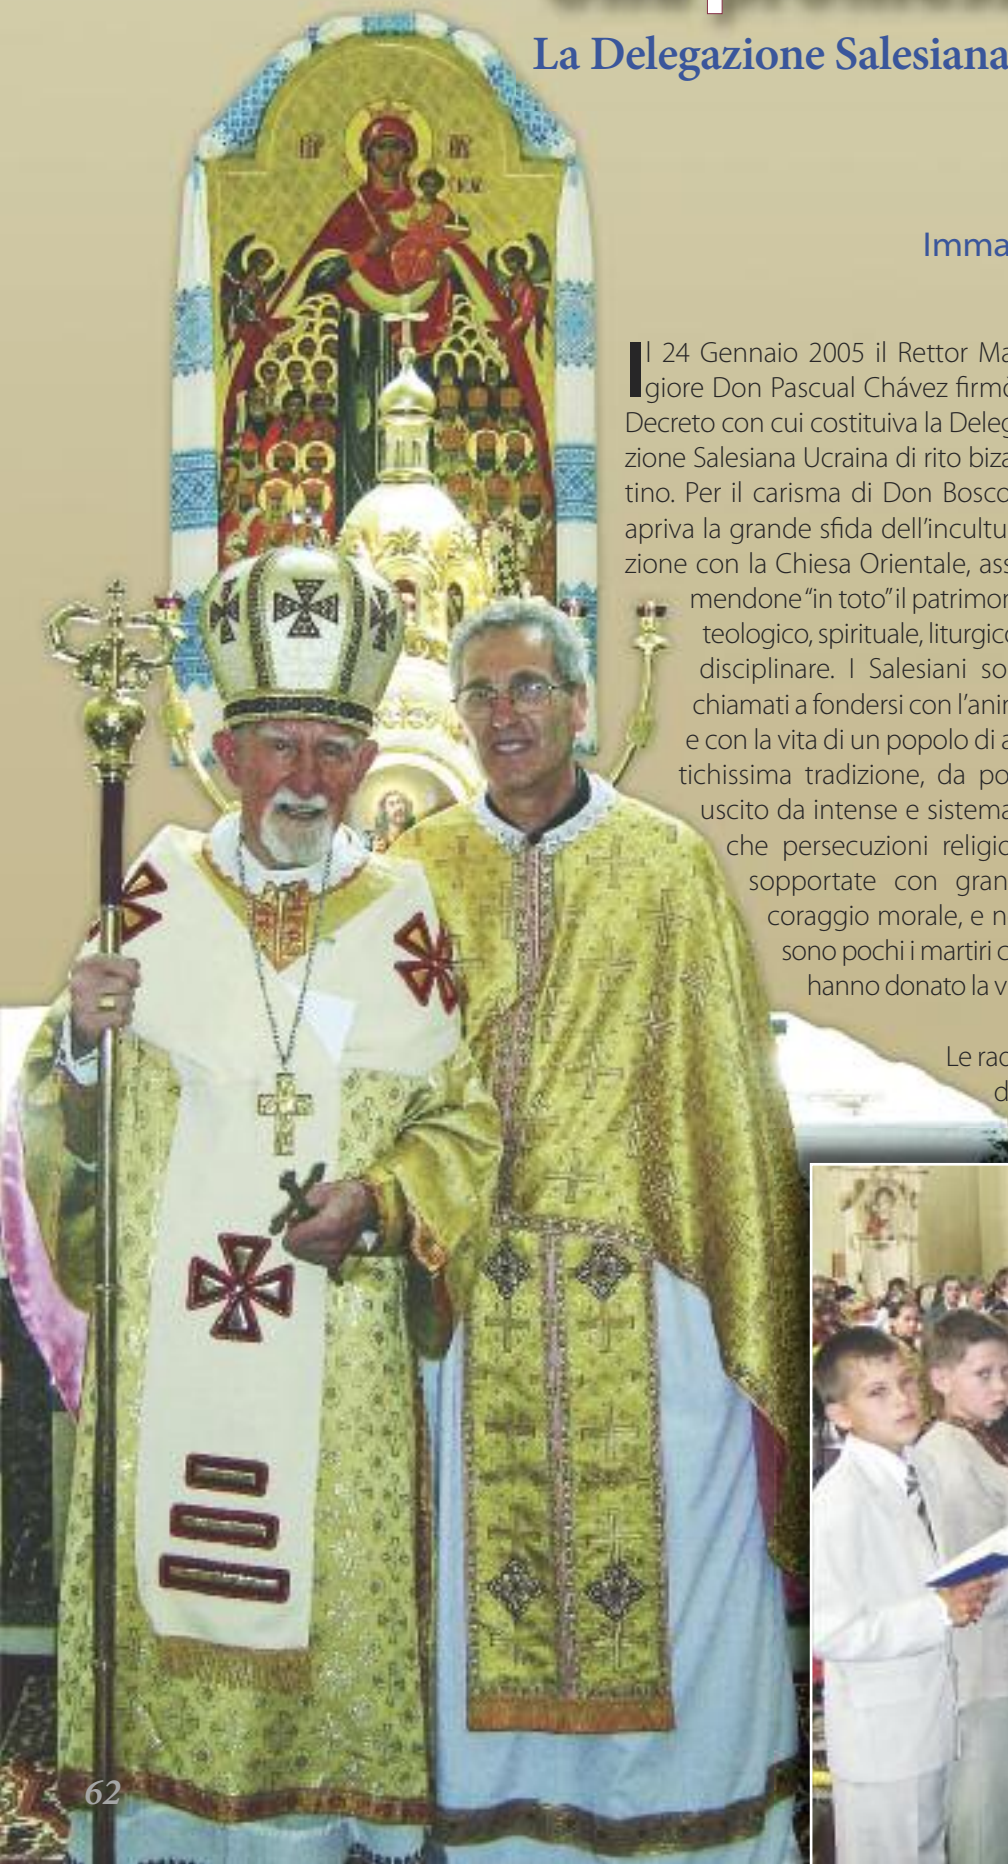 La Delegazione Salesiana
Imma
Il 24 Gennaio 2005 il Rettor Ma
giore Don Pascual Chávez firmò
Decreto con cui costituiva la Deleg
zione Salesiana Ucraina di rito biza
tino. Per il carisma di Don Bosco
apriva la grande sfida dell’incultu
zione con la Chiesa Orientale, ass
mendone “in toto” il patrimon
teologico, spirituale, liturgico
disciplinare. I Salesiani so
chiamati a fondersi con l’anim
e con la vita di un popolo di a
tichissima tradizione, da po
uscito da intense e sistema
che persecuzioni religio
sopportate con gran
coraggio morale, e n
sono pochi i martiri c
hanno donato la v
Le rad
d
62